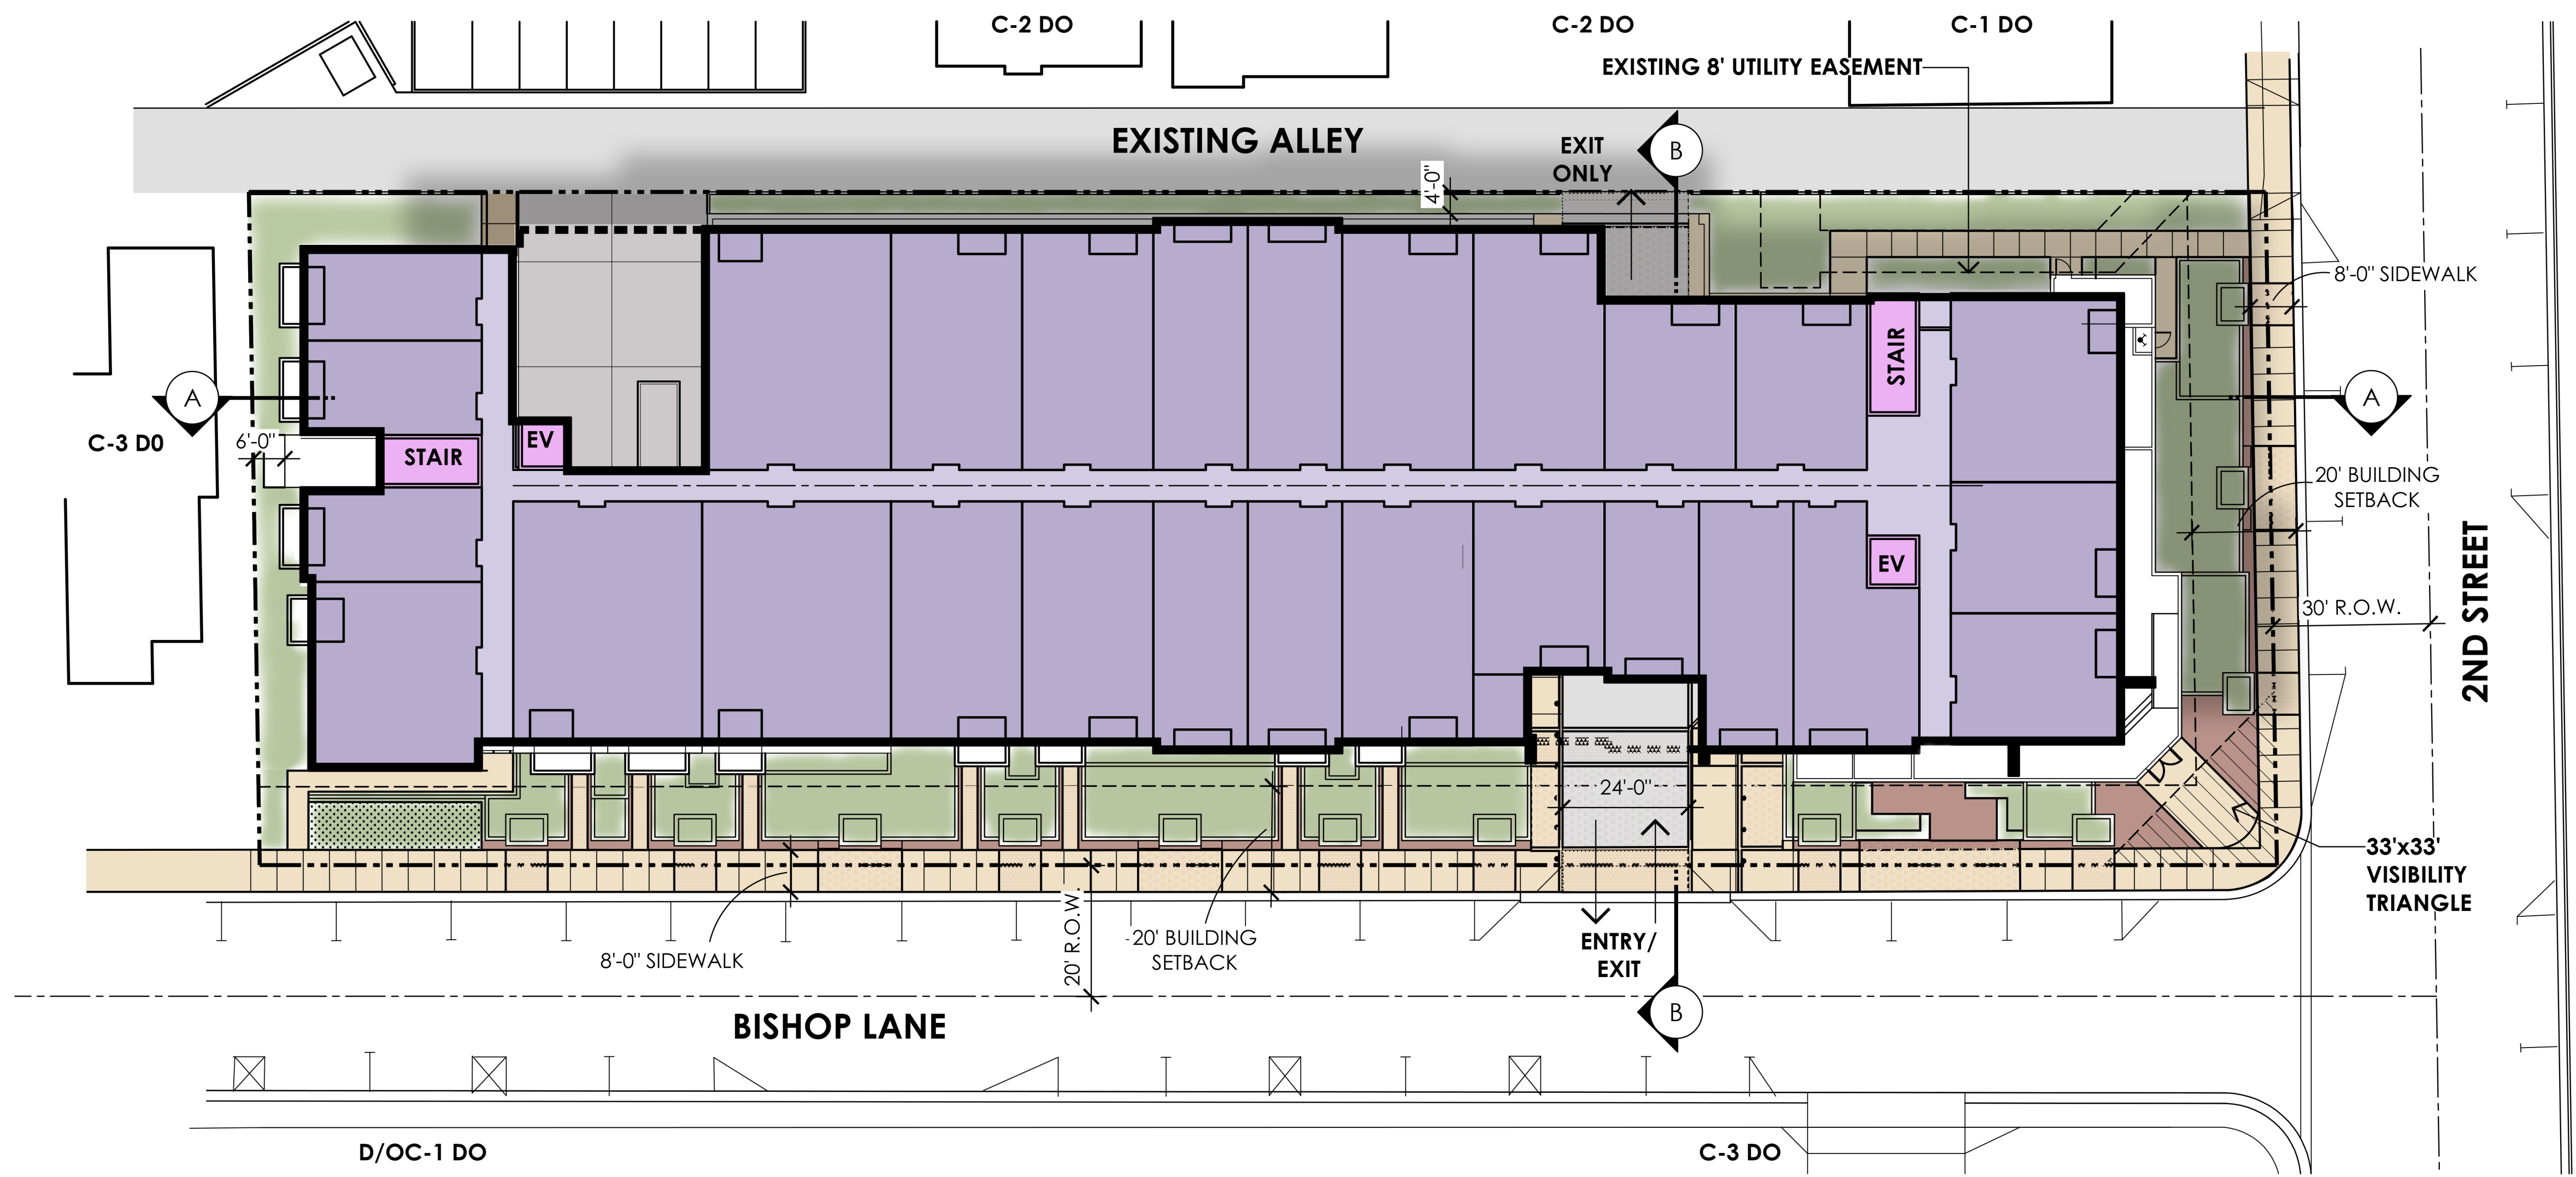 C-2 DO
C-2 DO
C-1 DO
EXISTING 8' UTILITY EASEMENT
EXISTING ALLEY
EXIT
ONLY
B
4'-0"
8'-0" SIDEWALK
STAIR
A
A
C-3 D0
6'-0"
STAIR
EV
20' BUILDING
SETBACK
EV
30' R.O.W.
2ND STREET
24'-0"
33'x33'
VISIBILITY
TRIANGLE
8'-0" SIDEWALK
20' R.O.W.
20' BUILDING
SETBACK
ENTRY/
EXIT
B
BISHOP LANE
D/OC-1 DO
C-3 DO